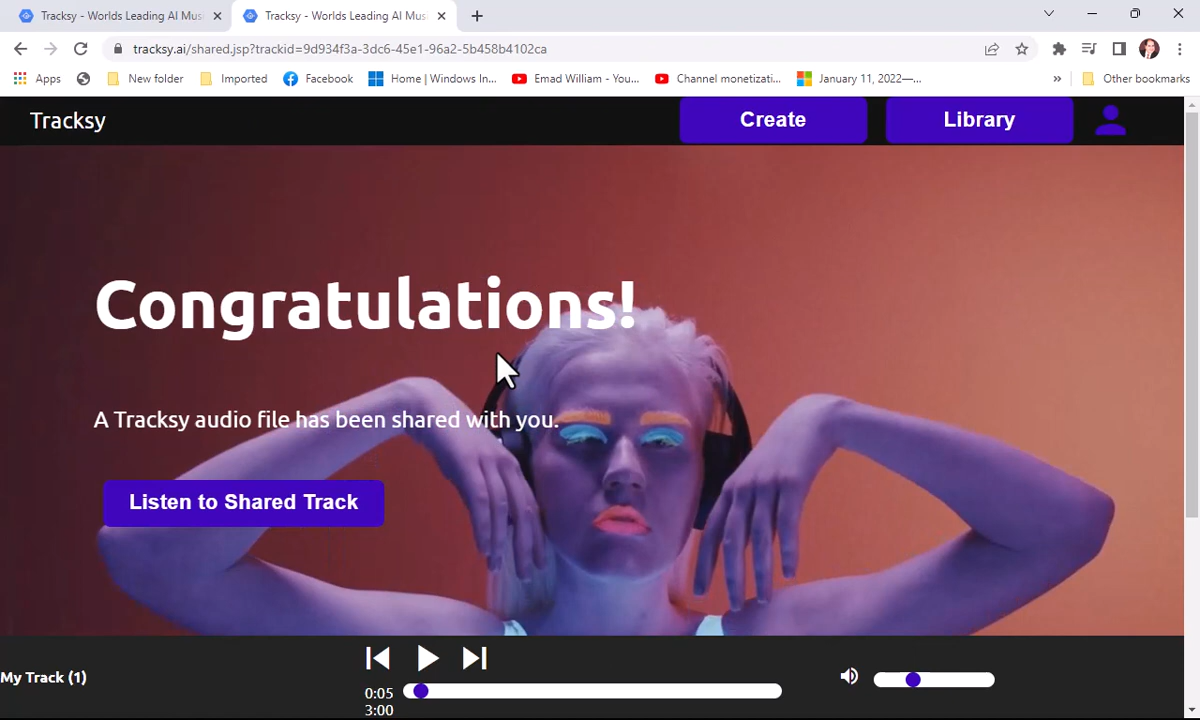 Tracksy - Worlds Leading AI Mus
Tracksy - Worlds Leading AI Mus
tracksy.ai/shared.jsp?trackid=9d934f3a-3dc6-45e1-96a2-5b458b4102ca
Apps New folder Imported Facebook Home | Windows In... Emad William - You... Channel monetizati... January 11, 2022—... » Other bookmarks
Tracksy Create Library
Congratulations!
A Tracksy audio file has been shared with you.
Listen to Shared Track
My Track (1)
0:05
3:00